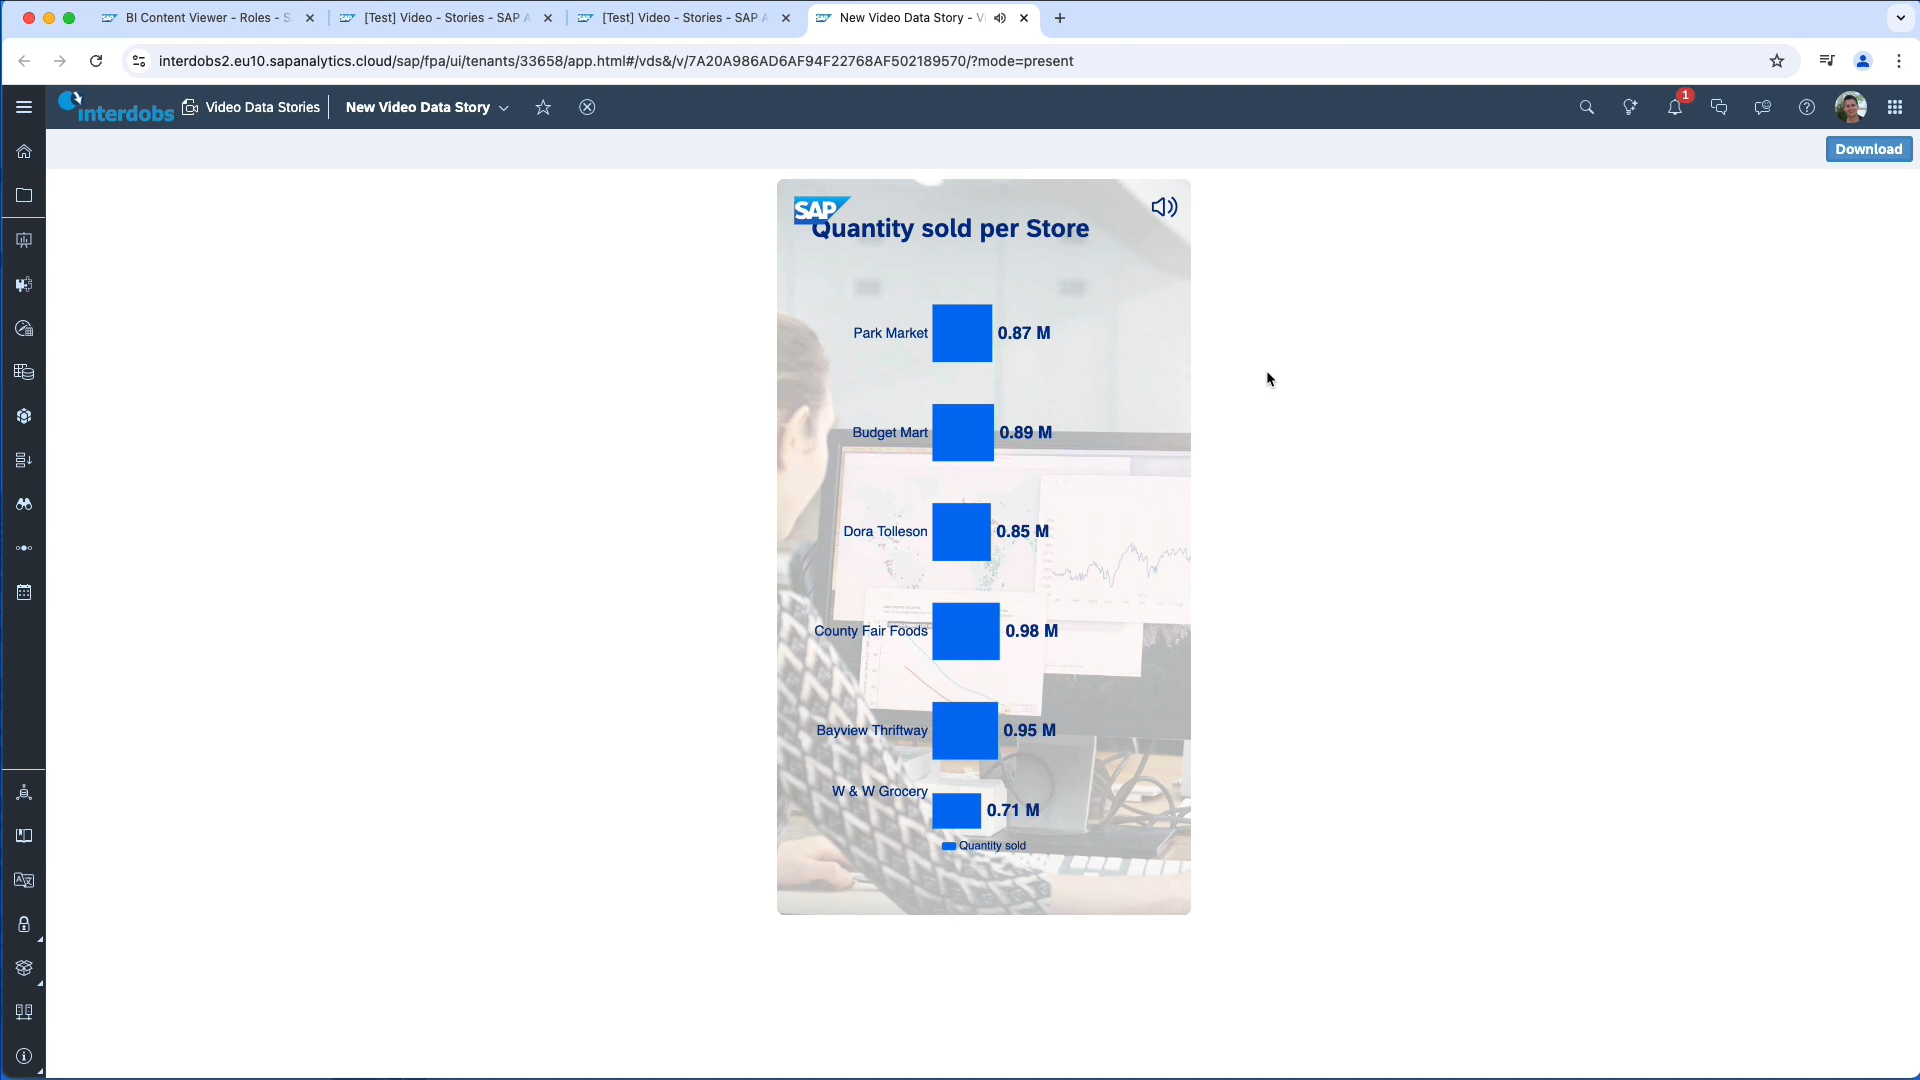 BI Content Viewer - Roles - S
[Test] Video - Stories - SAP A
[Test] Video - Stories - SAP A
New Video Data Story - Vi
interdobs2.eu10.sapanalytics.cloud/sap/fpa/ui/tenants/33658/app.html#/vds&/v/7A20A986AD6AF94F22768AF502189570/?mode=present
interdobs
Video Data Stories
New Video Data Story
1
Download
SAP
Quantity sold per Store
Park Market 0.87 M
Budget Mart 0.89 M
Dora Tolleson 0.85 M
County Fair Foods 0.98 M
Bayview Thriftway 0.95 M
W & W Grocery 0.71 M
Quantity sold